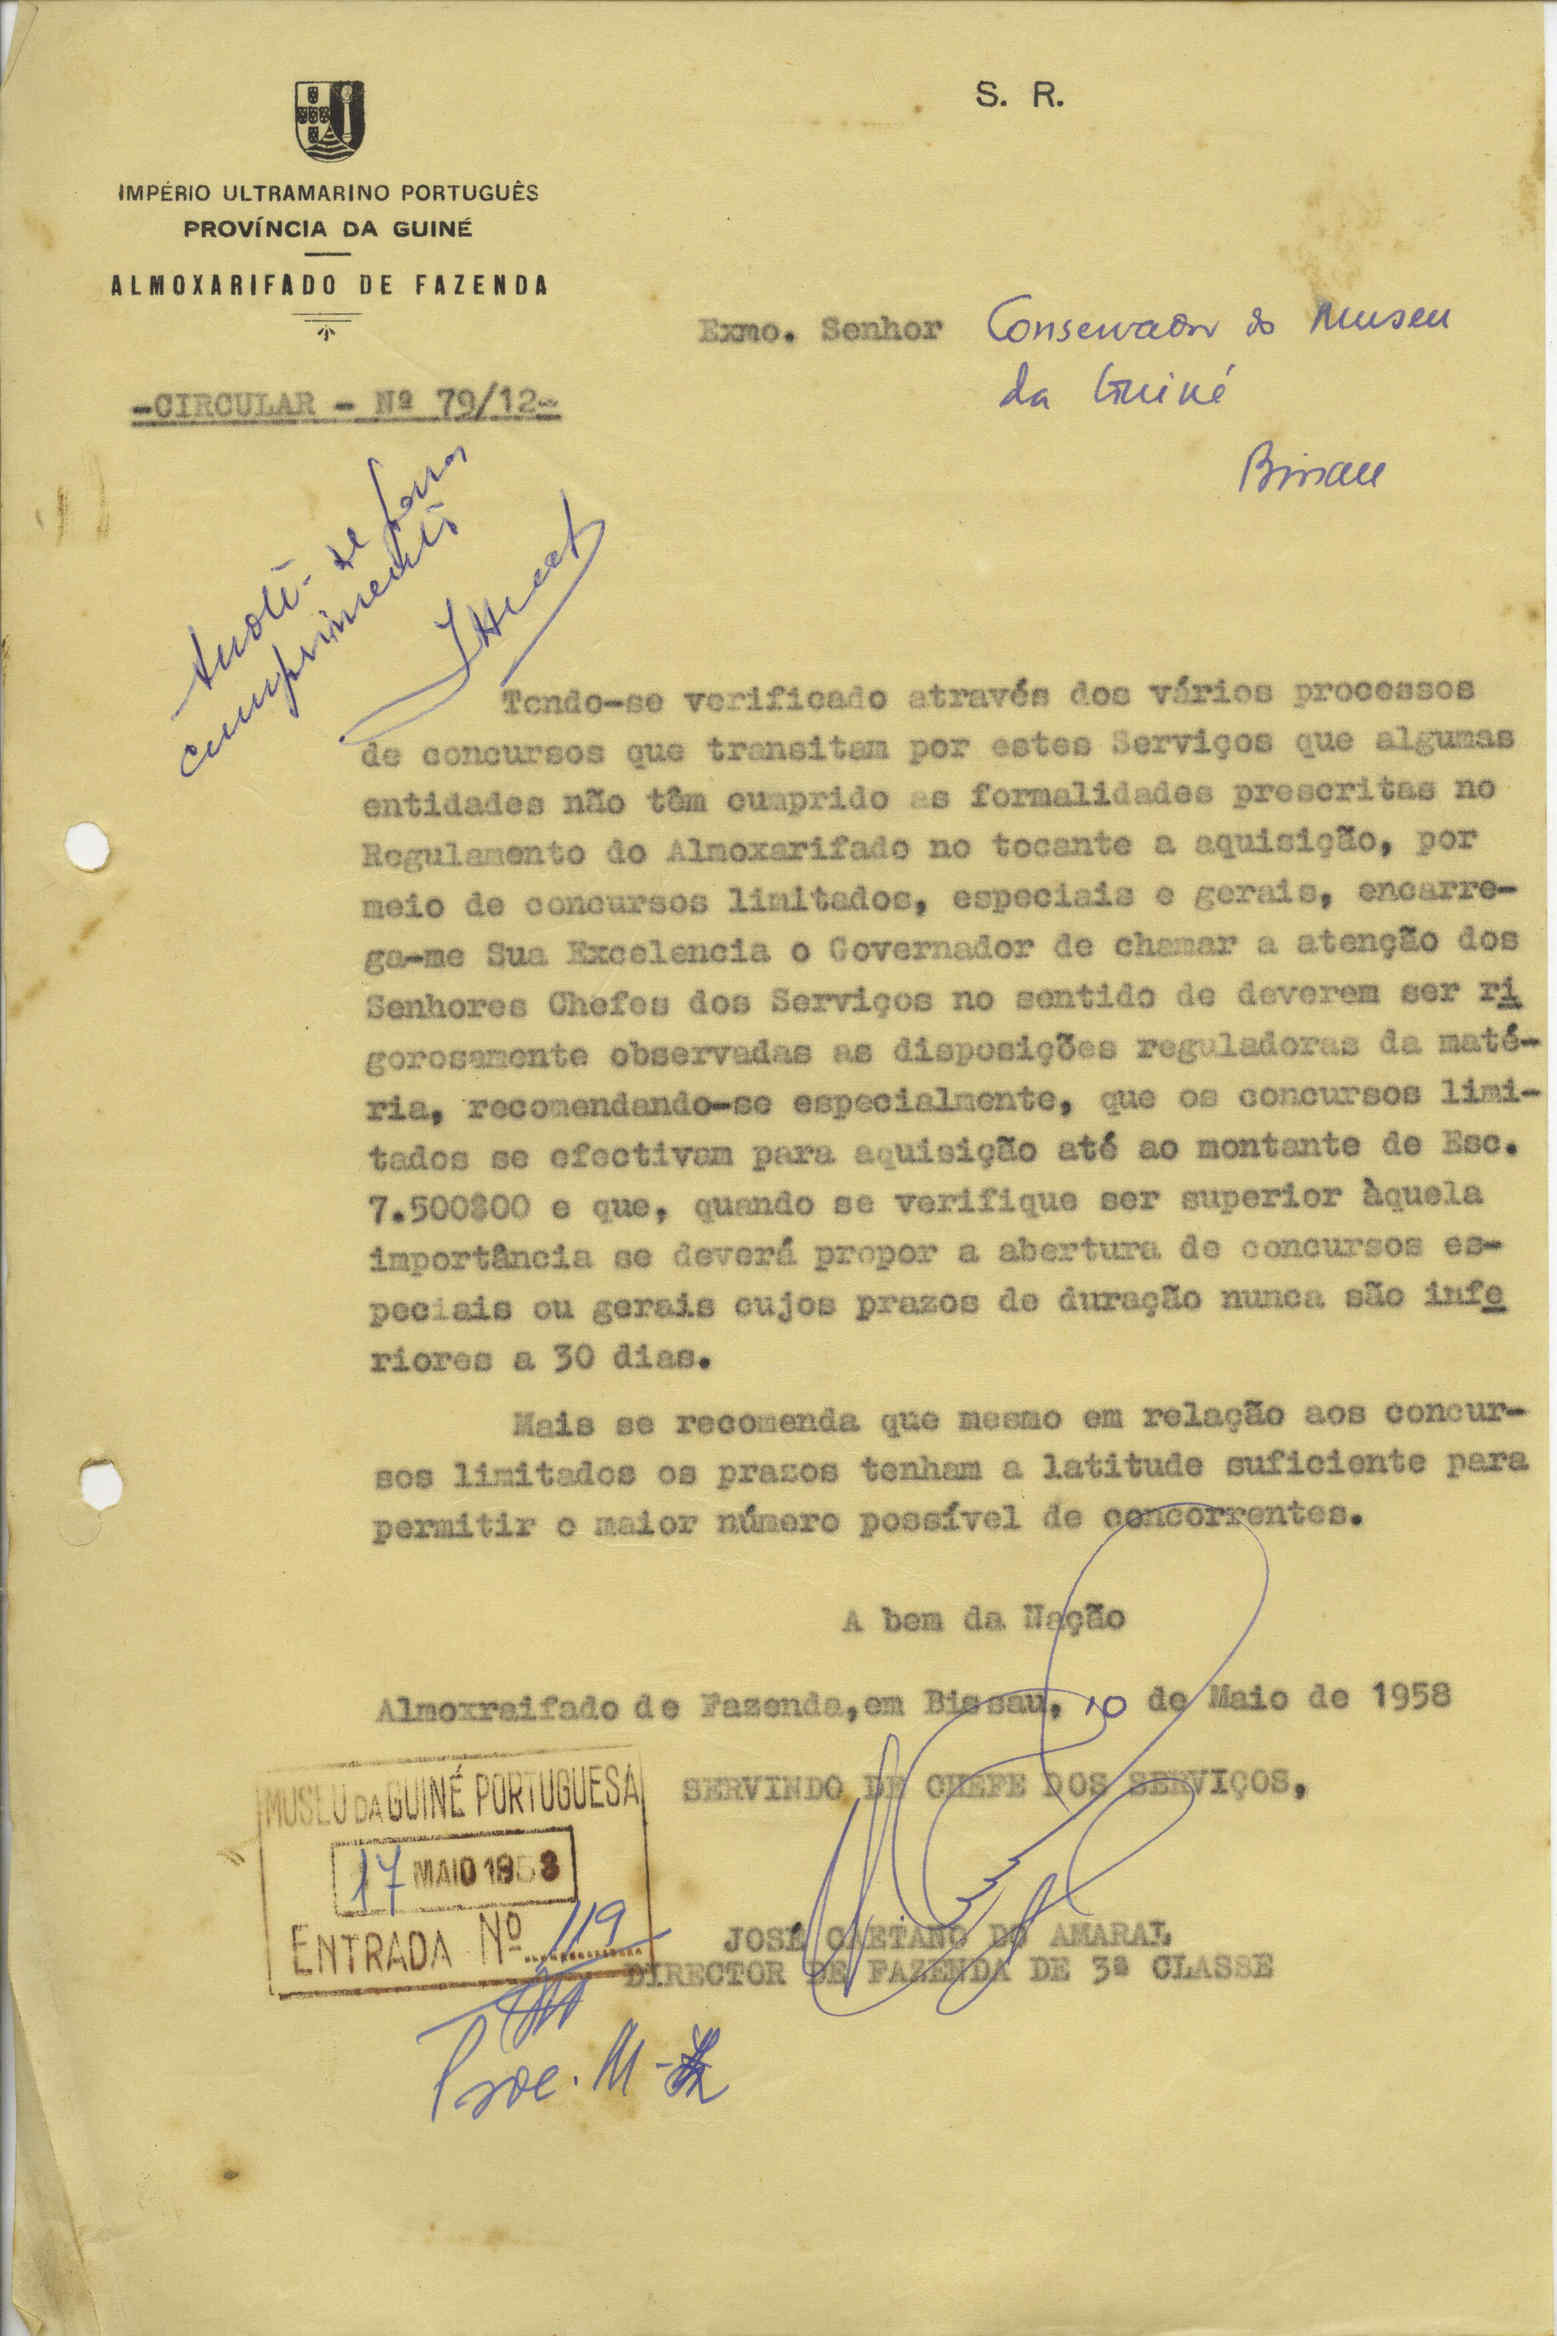 S. R.
IMPÉRIO ULTRAMARINO PORTUGUÊS
PROVÍNCIA DA GUINÉ
ALMOXARIFADO DE FAZENDA
Exmo. Senhor Conservador do Museu
da Guiné
Bissau
-CIRCULAR - Nº 79/12-
Anote-se para
cumprimento
Tendo-se verificado através dos vários processos
de concursos que transitam por estes Serviços que algumas
entidades não têm cumprido as formalidades prescritas no
Regulamento do Almoxarifado no tocante a aquisição, por
meio de concursos limitados, especiais e gerais, encarre-
ga-me Sua Excelencia o Governador de chamar a atenção dos
Senhores Chefes dos Serviços no sentido de deverem ser ri
gorosamente observadas as disposições reguladoras da maté-
ria, recomendando-se especialmente, que os concursos limi-
tados se efectivam para aquisição até ao montante de Esc.
7.500$00 e que, quando se verifique ser superior àquela
importância se deverá propor a abertura de concursos es-
peciais ou gerais cujos prazos de duração nunca são infe
riores a 30 dias.
Mais se recomenda que mesmo em relação aos concur-
sos limitados os prazos tenham a latitude suficiente para
permitir o maior número possível de concorrentes.
A bem da Nação
Almoxraifado de Fazenda, em Bissau, 10 de Maio de 1958
SERVINDO DE CHEFE DOS SERVIÇOS,
MUSEU DA GUINÉ PORTUGUESA
17 MAIO 1958
ENTRADA Nº 119
JOSÉ CAETANO DO AMARAL
DIRECTOR DE FAZENDA DE 3ª CLASSE
Proc. M-